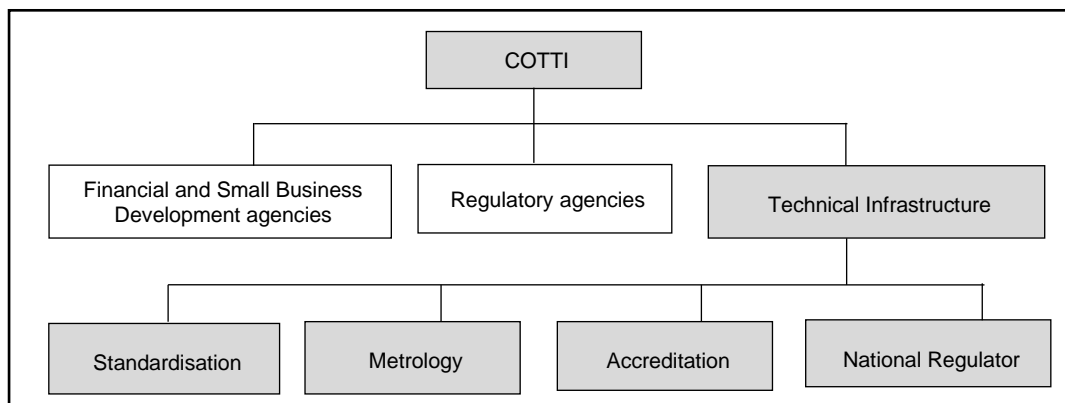 COTTI
Financial and Small Business
Development agencies
Regulatory agencies
Technical Infrastructure
Standardisation
Metrology
Accreditation
National Regulator